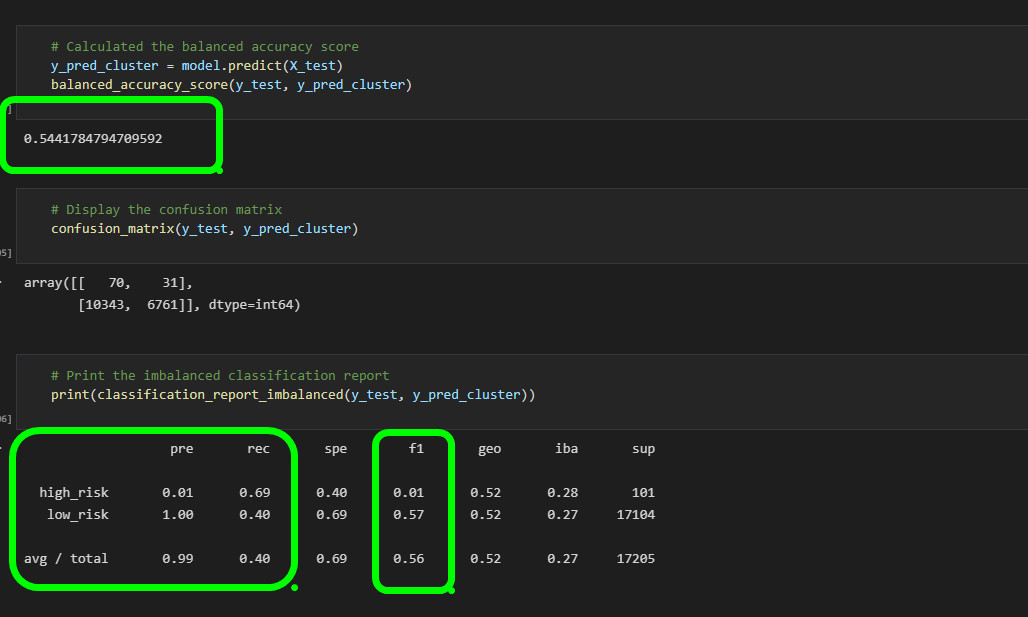 # Calculated the balanced accuracy score
y_pred_cluster = model.predict(X_test)
balanced_accuracy_score(y_test, y_pred_cluster)
]
0.5441784794709592
# Display the confusion matrix
confusion_matrix(y_test, y_pred_cluster)
05]
array([[   70,    31],
       [10343,  6761]], dtype=int64)
# Print the imbalanced classification report
print(classification_report_imbalanced(y_test, y_pred_cluster))
06]
pre rec spe f1 geo iba sup
high_risk 0.01 0.69 0.40 0.01 0.52 0.28 101
low_risk 1.00 0.40 0.69 0.57 0.52 0.27 17104
avg / total 0.99 0.40 0.69 0.56 0.52 0.27 17205